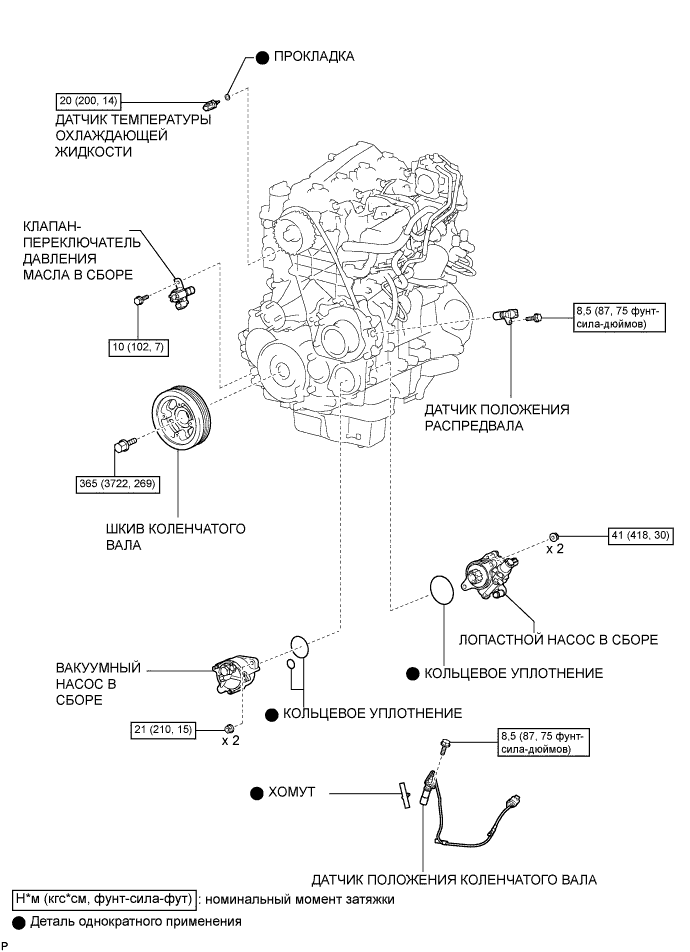 ПРОКЛАДКА
20 (200, 14)
ДАТЧИК ТЕМПЕРАТУРЫ
ОХЛАЖДАЮЩЕЙ
ЖИДКОСТИ
КЛАПАН-
ПЕРЕКЛЮЧАТЕЛЬ
ДАВЛЕНИЯ
МАСЛА В СБОРЕ
10 (102, 7)
8,5 (87, 75 фунт-
сила-дюймов)
ДАТЧИК ПОЛОЖЕНИЯ
РАСПРЕДВАЛА
365 (3722, 269)
ШКИВ КОЛЕНЧАТОГО
ВАЛА
41 (418, 30)
x 2
ЛОПАСТНОЙ НАСОС В СБОРЕ
КОЛЬЦЕВОЕ УПЛОТНЕНИЕ
ВАКУУМНЫЙ
НАСОС В
СБОРЕ
КОЛЬЦЕВОЕ УПЛОТНЕНИЕ
21 (210, 15)
x 2
8,5 (87, 75 фунт-
сила-дюймов)
ХОМУТ
ДАТЧИК ПОЛОЖЕНИЯ КОЛЕНЧАТОГО ВАЛА
Н*м (кгс*см, фунт-сила-фут) : номинальный момент затяжки
Деталь однократного применения
P